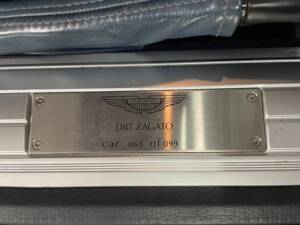 DB7 ZAGATO
car 065 of 099